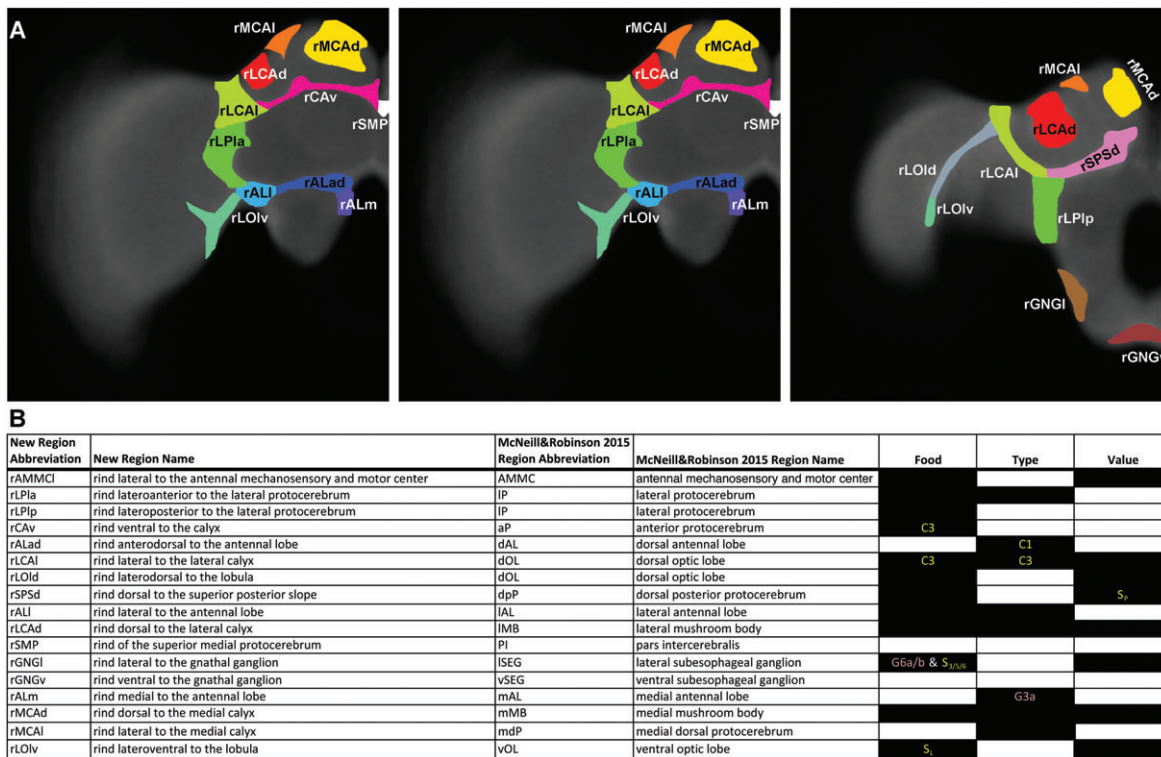 A
rMCAl
rMCAd
rLCAd
rCAv
rLCAl
rSMP
rLPla
rALl
rALad
rALm
rLOlv
rMCAl
rMCAd
rLCAd
rCAv
rLCAl
rSMP
rLPla
rALl
rALad
rALm
rLOlv
rMCAl
rMCAd
rLCAd
rSPSd
rLOld
rLCAl
rLOlv
rLPlp
rGNGl
rGNGv
B
New Region Abbreviation New Region Name McNeill&Robinson 2015 Region Abbreviation McNeill&Robinson 2015 Region Name Food Type Value
rAMMCl rind lateral to the antennal mechanosensory and motor center AMMC antennal mechanosensory and motor center
rLPla rind lateroanterior to the lateral protocerebrum lP lateral protocerebrum
rLPlp rind lateroposterior to the lateral protocerebrum lP lateral protocerebrum
rCAv rind ventral to the calyx aP anterior protocerebrum C3
rALad rind anterodorsal to the antennal lobe dAL dorsal antennal lobe C1
rLCAl rind lateral to the lateral calyx dOL dorsal optic lobe C3 C3
rLOld rind laterodorsal to the lobula dOL dorsal optic lobe
rSPSd rind dorsal to the superior posterior slope dpP dorsal posterior protocerebrum SP
rALl rind lateral to the antennal lobe lAL lateral antennal lobe
rLCAd rind dorsal to the lateral calyx lMB lateral mushroom body
rSMP rind of the superior medial protocerebrum PI pars intercerebralis
rGNGl rind lateral to the gnathal ganglion lSEG lateral subesophageal ganglion G6a/b & S3/5/6
rGNGv rind ventral to the gnathal ganglion vSEG ventral subesophageal ganglion
rALm rind medial to the antennal lobe mAL medial antennal lobe G3a
rMCAd rind dorsal to the medial calyx mMB medial mushroom body
rMCAl rind lateral to the medial calyx mdP medial dorsal protocerebrum
rLOlv rind lateroventral to the lobula vOL ventral optic lobe SL